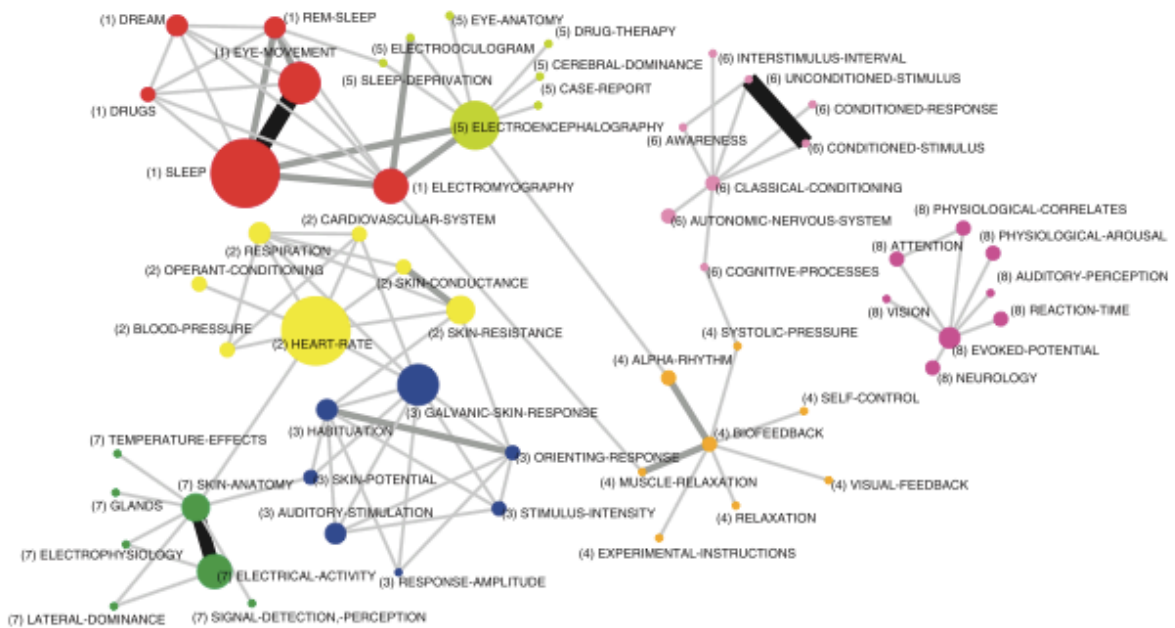 (1) DREAM
(1) REM-SLEEP
(5) EYE-ANATOMY
(5) DRUG-THERAPY
(5) ELECTROOCULOGRAM
(1) EYE-MOVEMENT
(6) INTERSTIMULUS-INTERVAL
(5) CEREBRAL-DOMINANCE
(5) SLEEP-DEPRIVATION
(6) UNCONDITIONED-STIMULUS
(5) CASE-REPORT
(1) DRUGS
(6) CONDITIONED-RESPONSE
(5) ELECTROENCEPHALOGRAPHY
(6) AWARENESS
(6) CONDITIONED-STIMULUS
(1) SLEEP
(1) ELECTROMYOGRAPHY
(6) CLASSICAL-CONDITIONING
(8) PHYSIOLOGICAL-CORRELATES
(2) CARDIOVASCULAR-SYSTEM
(6) AUTONOMIC-NERVOUS-SYSTEM
(8) PHYSIOLOGICAL-AROUSAL
(8) ATTENTION
(2) RESPIRATION
(2) OPERANT-CONDITIONING
(6) COGNITIVE-PROCESSES
(8) AUDITORY-PERCEPTION
(2) SKIN-CONDUCTANCE
(8) REACTION-TIME
(8) VISION
(2) BLOOD-PRESSURE
(2) SKIN-RESISTANCE
(4) SYSTOLIC-PRESSURE
(2) HEART-RATE
(8) EVOKED-POTENTIAL
(4) ALPHA-RHYTHM
(8) NEUROLOGY
(4) SELF-CONTROL
(3) GALVANIC-SKIN-RESPONSE
(3) HABITUATION
(4) BIOFEEDBACK
(7) TEMPERATURE-EFFECTS
(3) ORIENTING-RESPONSE
(3) SKIN-POTENTIAL
(4) MUSCLE-RELAXATION
(7) SKIN-ANATOMY
(4) VISUAL-FEEDBACK
(7) GLANDS
(3) AUDITORY-STIMULATION
(3) STIMULUS-INTENSITY
(4) RELAXATION
(7) ELECTROPHYSIOLOGY
(4) EXPERIMENTAL-INSTRUCTIONS
(7) ELECTRICAL-ACTIVITY
(3) RESPONSE-AMPLITUDE
(7) LATERAL-DOMINANCE
(7) SIGNAL-DETECTION,-PERCEPTION